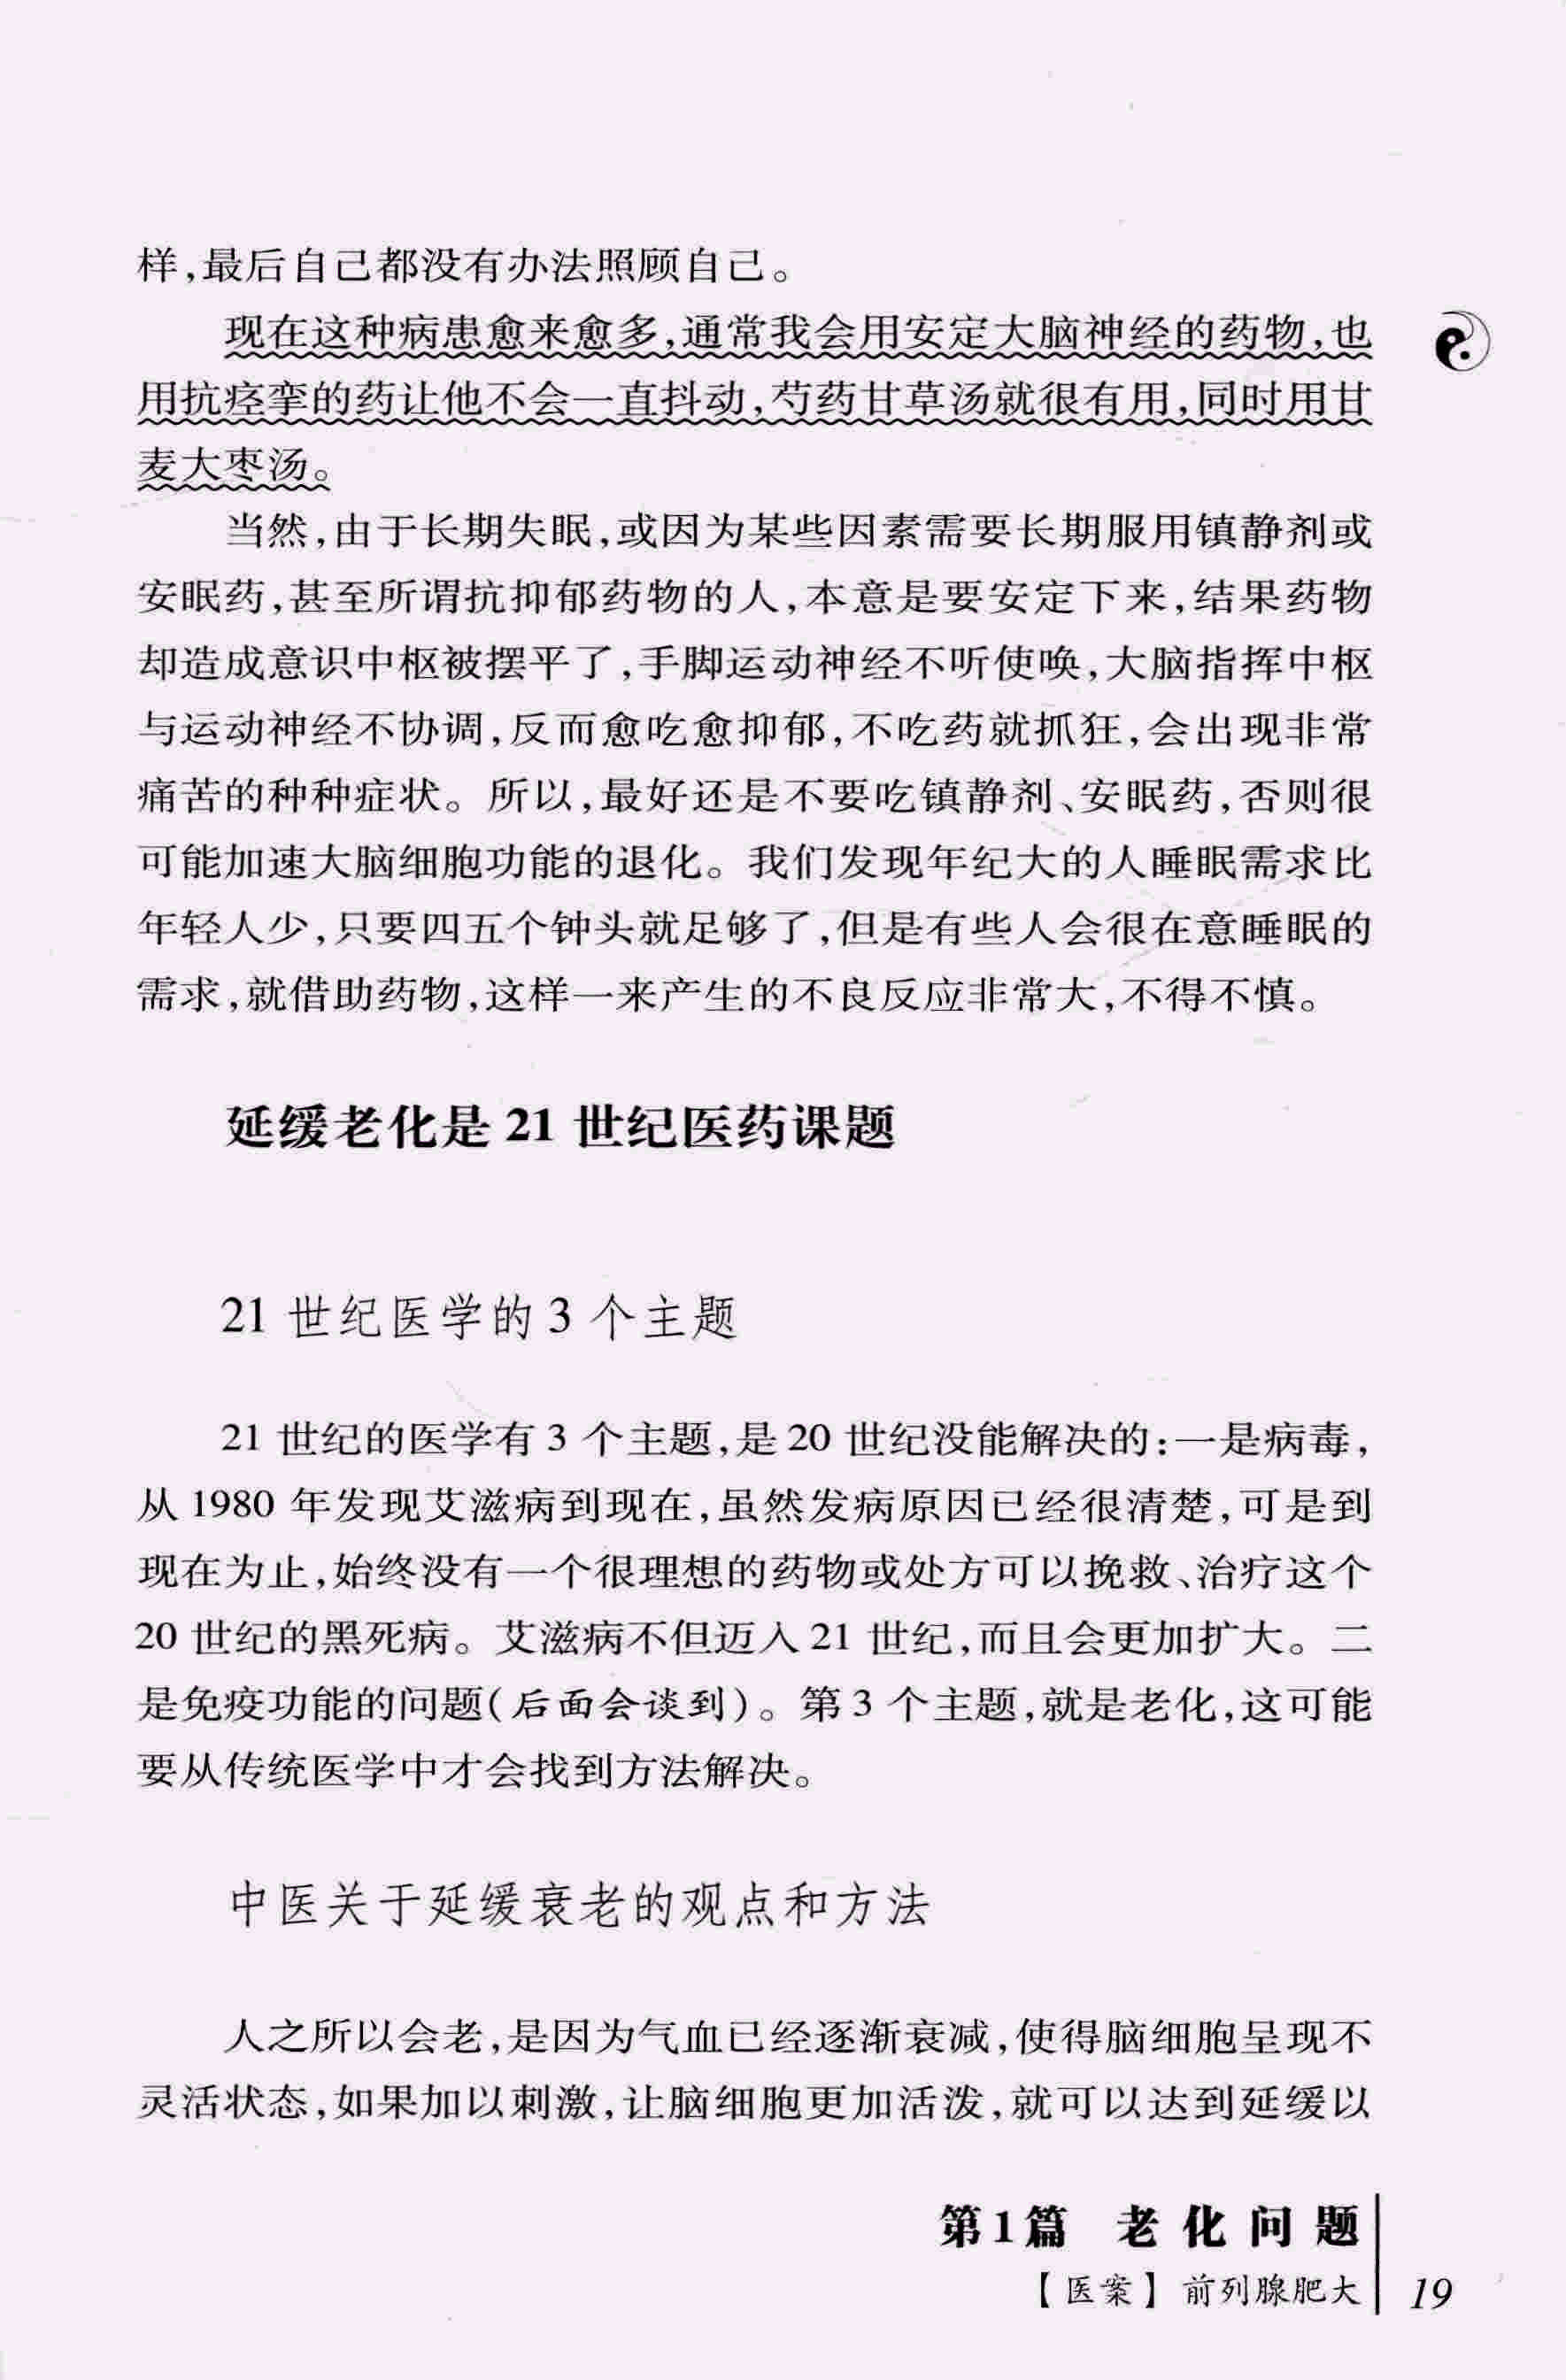 样,最后自己都没有办法照顾自己。
现在这种病患愈来愈多,通常我会用安定大脑神经的药物,也
用抗痉挛的药让他不会一直抖动,芍药甘草汤就很有用,同时用甘
麦大枣汤。
当然,由于长期失眠,或因为某些因素需要长期服用镇静剂或
安眠药,甚至所谓抗抑郁药物的人,本意是要安定下来,结果药物
却造成意识中枢被摆平了,手脚运动神经不听使唤,大脑指挥中枢
与运动神经不协调,反而愈吃愈抑郁,不吃药就抓狂,会出现非常
痛苦的种种症状。所以,最好还是不要吃镇静剂、安眠药,否则很
可能加速大脑细胞功能的退化。我们发现年纪大的人睡眠需求比
年轻人少,只要四五个钟头就足够了,但是有些人会很在意睡眠的
需求,就借助药物,这样一来产生的不良反应非常大,不得不慎。
延缓老化是 21 世纪医药课题
21 世纪医学的 3 个主题
21 世纪的医学有 3 个主题,是 20 世纪没能解决的:一是病毒,
从 1980 年发现艾滋病到现在,虽然发病原因已经很清楚,可是到
现在为止,始终没有一个很理想的药物或处方可以挽救、治疗这个
20 世纪的黑死病。艾滋病不但迈入 21 世纪,而且会更加扩大。二
是免疫功能的问题(后面会谈到)。第 3 个主题,就是老化,这可能
要从传统医学中才会找到方法解决。
中医关于延缓衰老的观点和方法
人之所以会老,是因为气血已经逐渐衰减,使得脑细胞呈现不
灵活状态,如果加以刺激,让脑细胞更加活泼,就可以达到延缓以
第1篇 老化问题
【医案】前列腺肥大 19